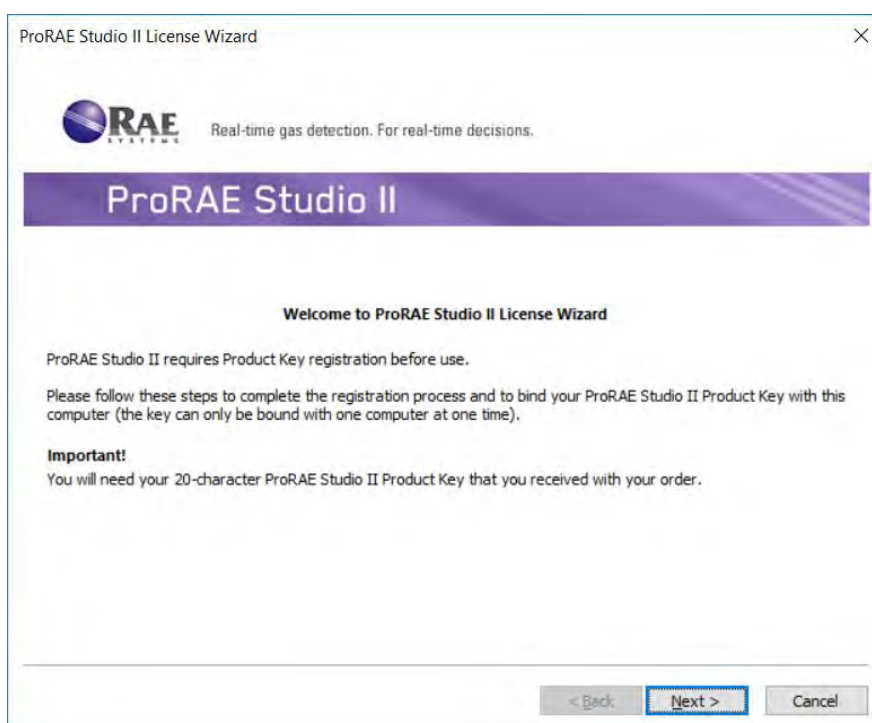 ProRAE Studio II License Wizard
RAE
SYSTEMS
Real-time gas detection. For real-time decisions.
ProRAE Studio II
Welcome to ProRAE Studio II License Wizard
ProRAE Studio II requires Product Key registration before use.
Please follow these steps to complete the registration process and to bind your ProRAE Studio II Product Key with this
computer (the key can only be bound with one computer at one time).
Important!
You will need your 20-character ProRAE Studio II Product Key that you received with your order.
< Back Next > Cancel